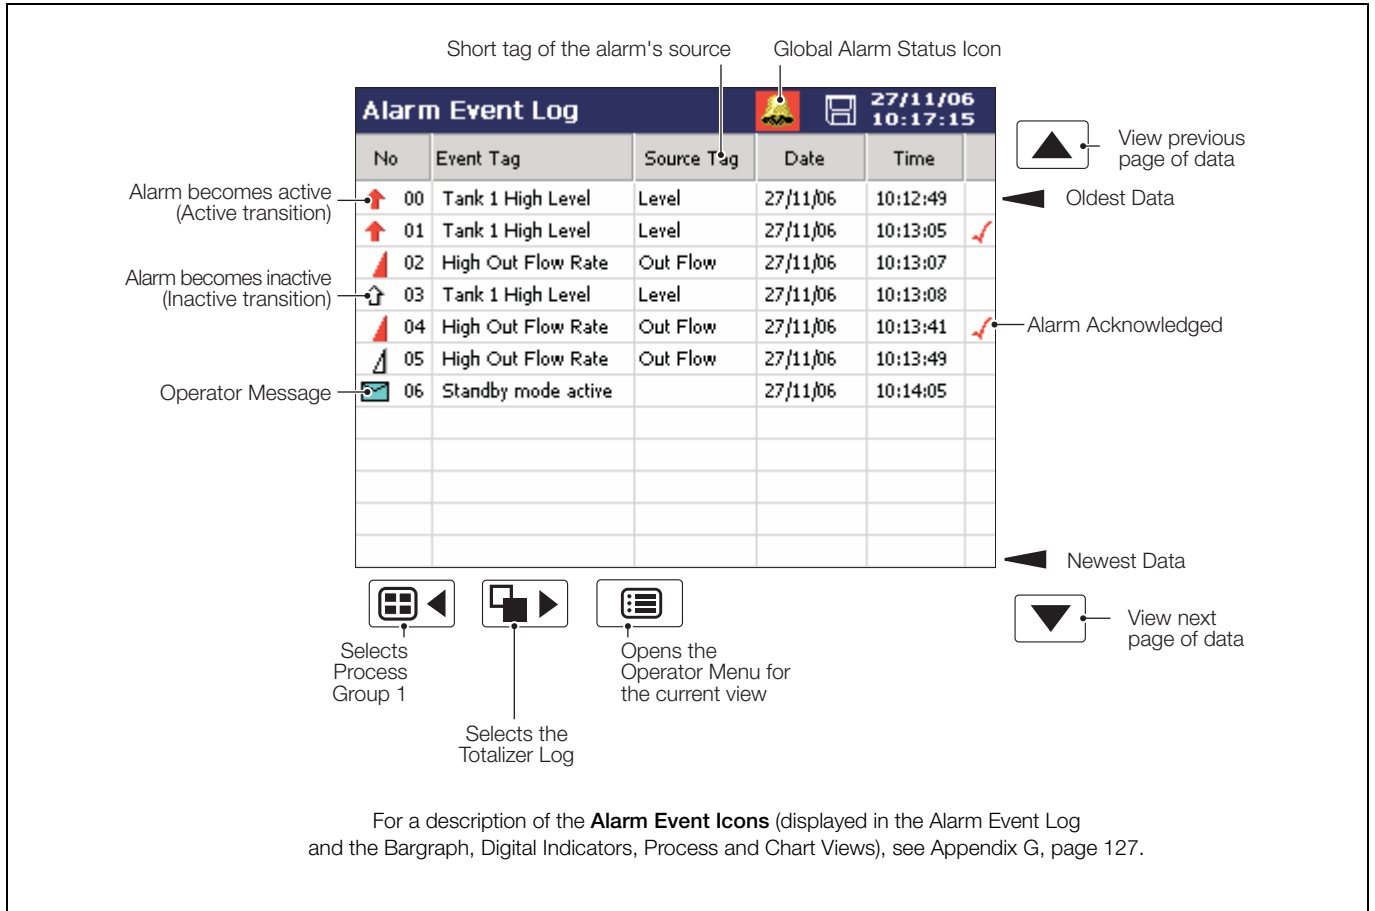 Short tag of the alarm's source
Global Alarm Status Icon
Alarm Event Log
27/11/06
10:17:15
No Event Tag Source Tag Date Time
00 Tank 1 High Level Level 27/11/06 10:12:49
01 Tank 1 High Level Level 27/11/06 10:13:05
02 High Out Flow Rate Out Flow 27/11/06 10:13:07
03 Tank 1 High Level Level 27/11/06 10:13:08
04 High Out Flow Rate Out Flow 27/11/06 10:13:41
05 High Out Flow Rate Out Flow 27/11/06 10:13:49
06 Standby mode active 27/11/06 10:14:05
Alarm becomes active
(Active transition)
Alarm becomes inactive
(Inactive transition)
Operator Message
View previous
page of data
Oldest Data
Alarm Acknowledged
Newest Data
View next
page of data
Selects
Process
Group 1
Selects the
Totalizer Log
Opens the
Operator Menu for
the current view
For a description of the Alarm Event Icons (displayed in the Alarm Event Log
and the Bargraph, Digital Indicators, Process and Chart Views), see Appendix G, page 127.